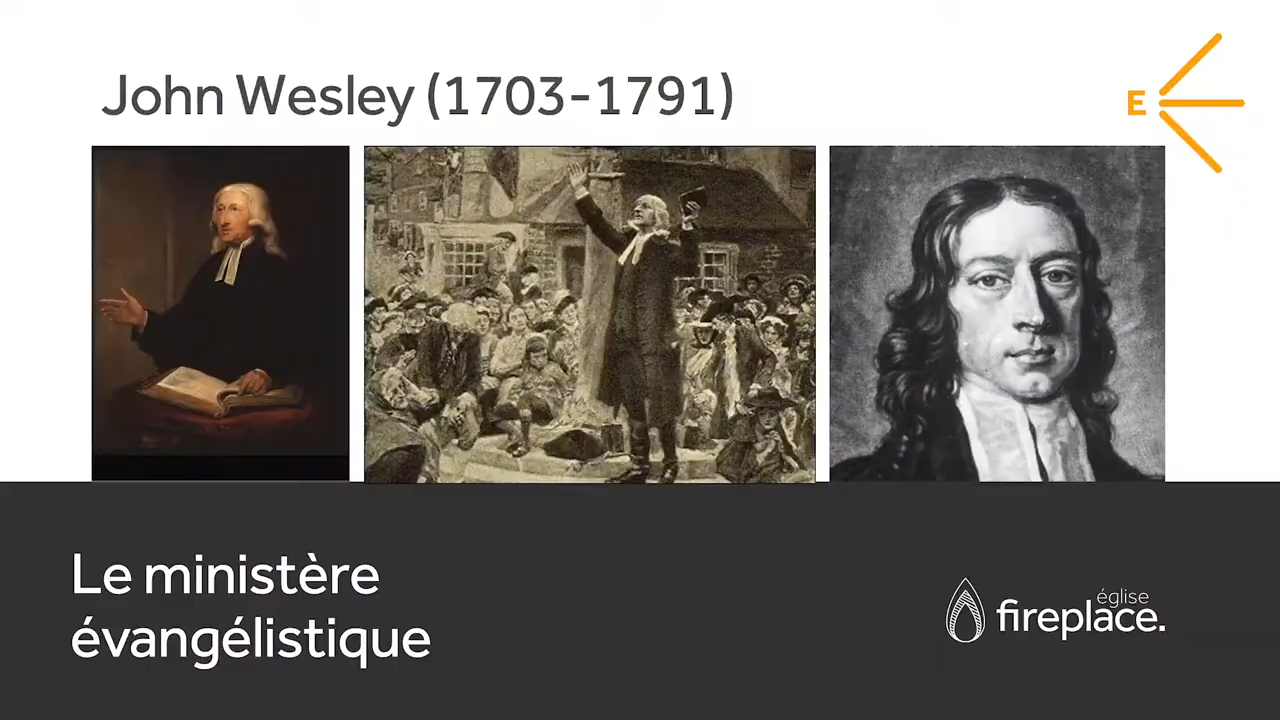 John Wesley (1703-1791)
E
Le ministère
évangélistique
église
fireplace.